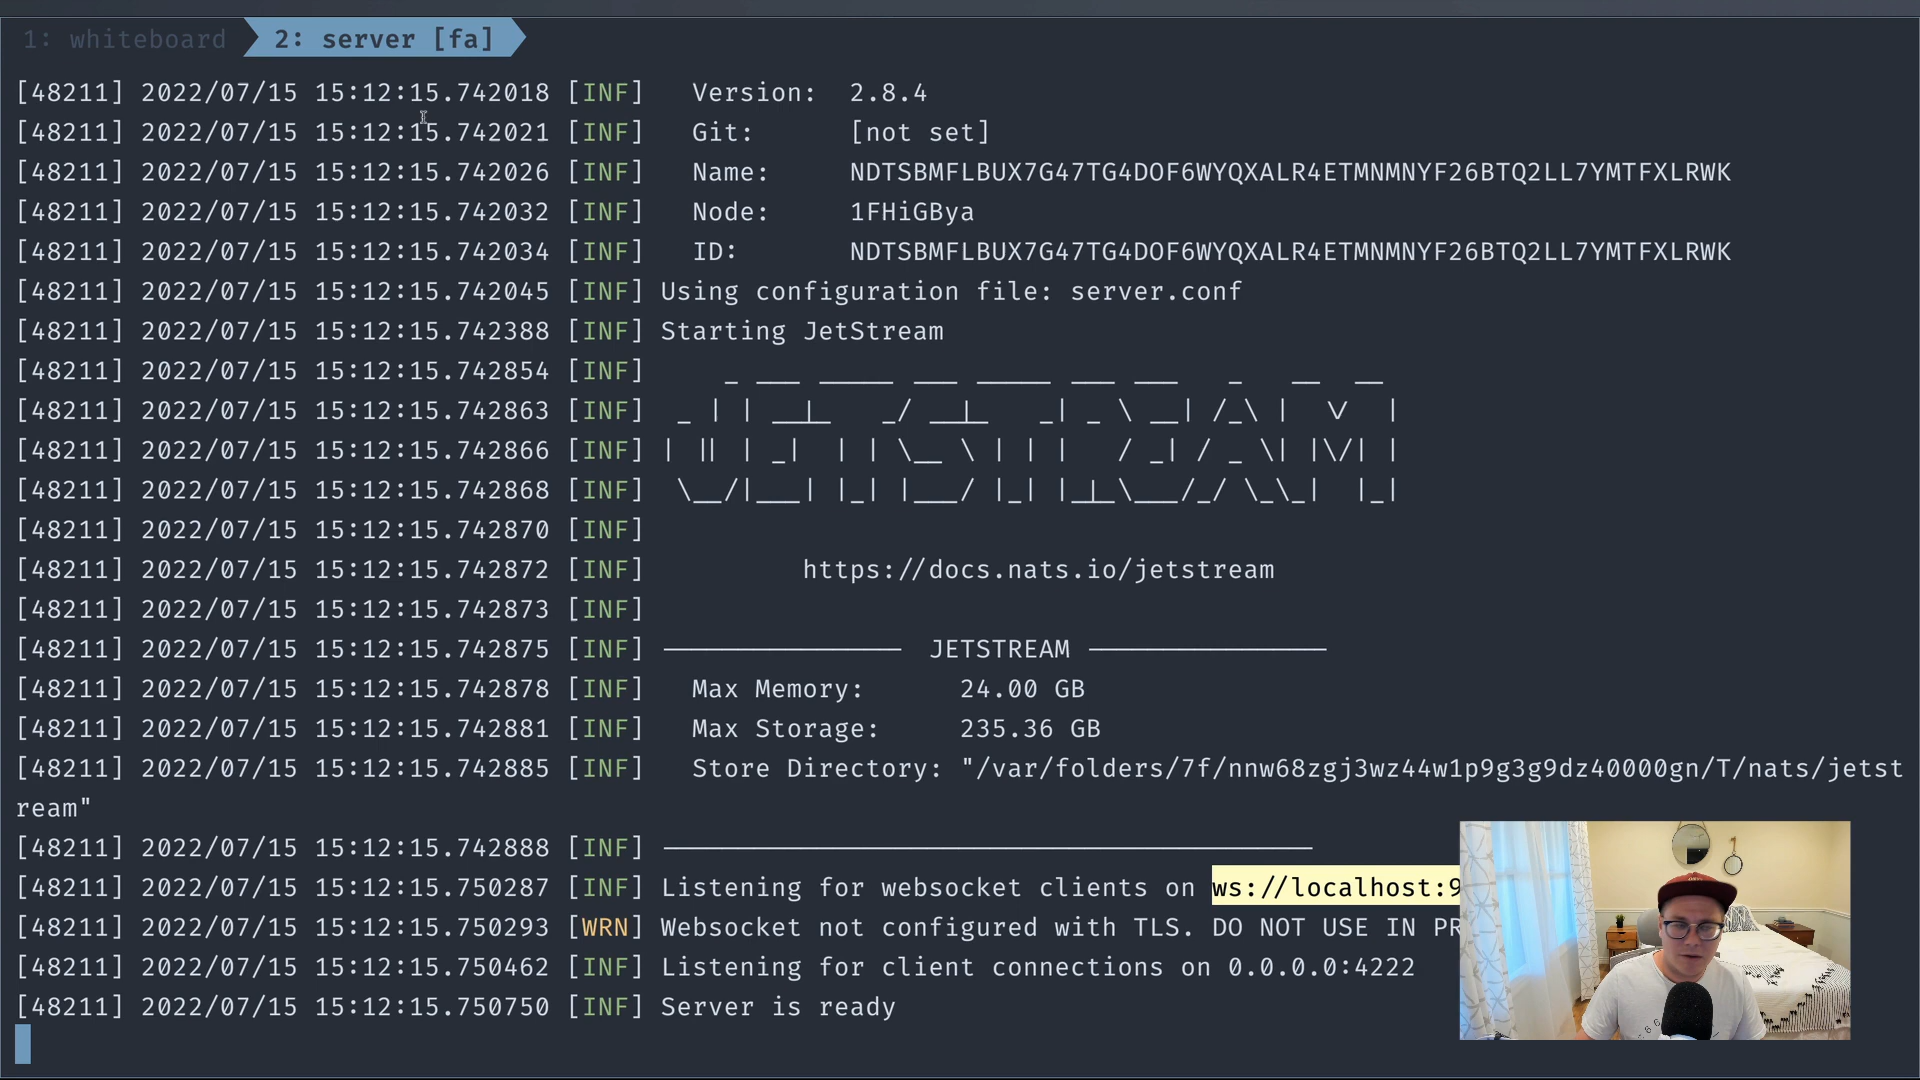 1: whiteboard 2: server [fa]
[48211] 2022/07/15 15:12:15.742018 [INF] Version: 2.8.4
[48211] 2022/07/15 15:12:15.742021 [INF] Git: [not set]
[48211] 2022/07/15 15:12:15.742026 [INF] Name: NDTSBMFLBUX7G47TG4DOF6WYQXALR4ETMNMNYF26BTQ2LL7YMTFXLRWK
[48211] 2022/07/15 15:12:15.742032 [INF] Node: 1FHiGBya
[48211] 2022/07/15 15:12:15.742034 [INF] ID: NDTSBMFLBUX7G47TG4DOF6WYQXALR4ETMNMNYF26BTQ2LL7YMTFXLRWK
[48211] 2022/07/15 15:12:15.742045 [INF] Using configuration file: server.conf
[48211] 2022/07/15 15:12:15.742388 [INF] Starting JetStream
[48211] 2022/07/15 15:12:15.742854 [INF]
[48211] 2022/07/15 15:12:15.742863 [INF]
[48211] 2022/07/15 15:12:15.742866 [INF] JETSTREAM
[48211] 2022/07/15 15:12:15.742868 [INF]
[48211] 2022/07/15 15:12:15.742870 [INF]
[48211] 2022/07/15 15:12:15.742872 [INF] https://docs.nats.io/jetstream
[48211] 2022/07/15 15:12:15.742873 [INF]
[48211] 2022/07/15 15:12:15.742875 [INF] --------------- JETSTREAM ---------------
[48211] 2022/07/15 15:12:15.742878 [INF] Max Memory: 24.00 GB
[48211] 2022/07/15 15:12:15.742881 [INF] Max Storage: 235.36 GB
[48211] 2022/07/15 15:12:15.742885 [INF] Store Directory: "/var/folders/7f/nnw68zgj3wz44w1p9g3g9dz40000gn/T/nats/jetst
ream"
[48211] 2022/07/15 15:12:15.742888 [INF] -----------------------------------------
[48211] 2022/07/15 15:12:15.750287 [INF] Listening for websocket clients on ws://localhost:9
[48211] 2022/07/15 15:12:15.750293 [WRN] Websocket not configured with TLS. DO NOT USE IN PR
[48211] 2022/07/15 15:12:15.750462 [INF] Listening for client connections on 0.0.0.0:4222
[48211] 2022/07/15 15:12:15.750750 [INF] Server is ready